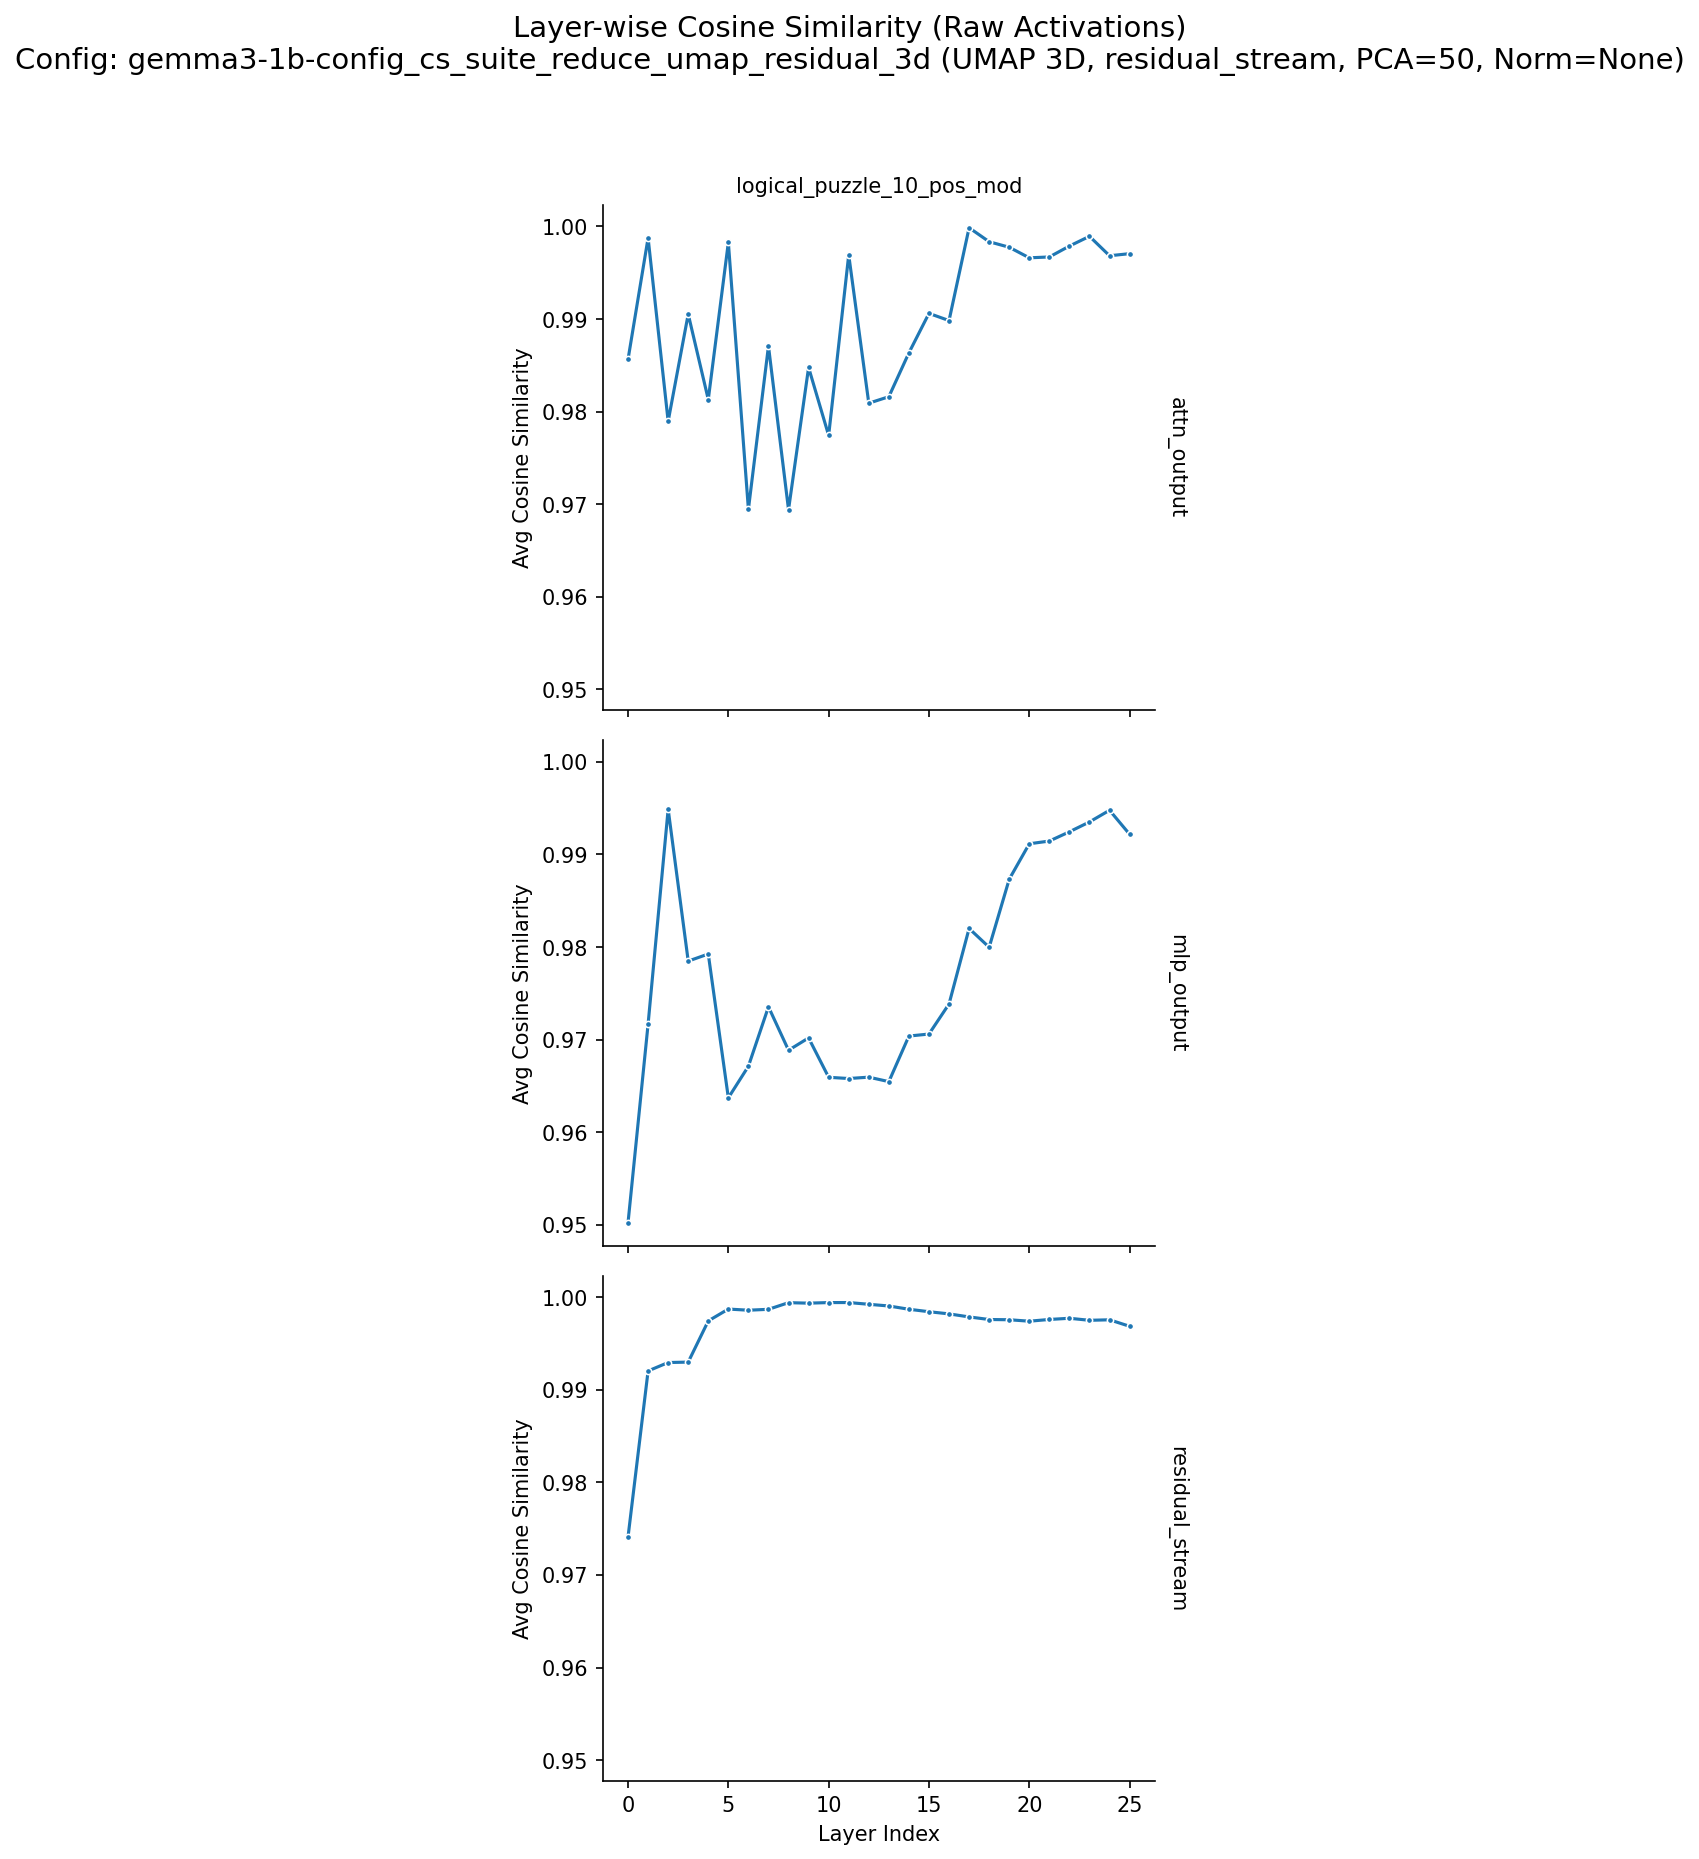 Layer-wise Cosine Similarity (Raw Activations)
Config: gemma3-1b-config_cs_suite_reduce_umap_residual_3d (UMAP 3D, residual_stream, PCA=50, Norm=None)
logical_puzzle_10_pos_mod
1.00
0.99
0.98
0.97
0.96
0.95
Avg Cosine Similarity
attn_output
1.00
0.99
0.98
0.97
0.96
0.95
Avg Cosine Similarity
mlp_output
1.00
0.99
0.98
0.97
0.96
0.95
Avg Cosine Similarity
residual_stream
0 5 10 15 20 25
Layer Index